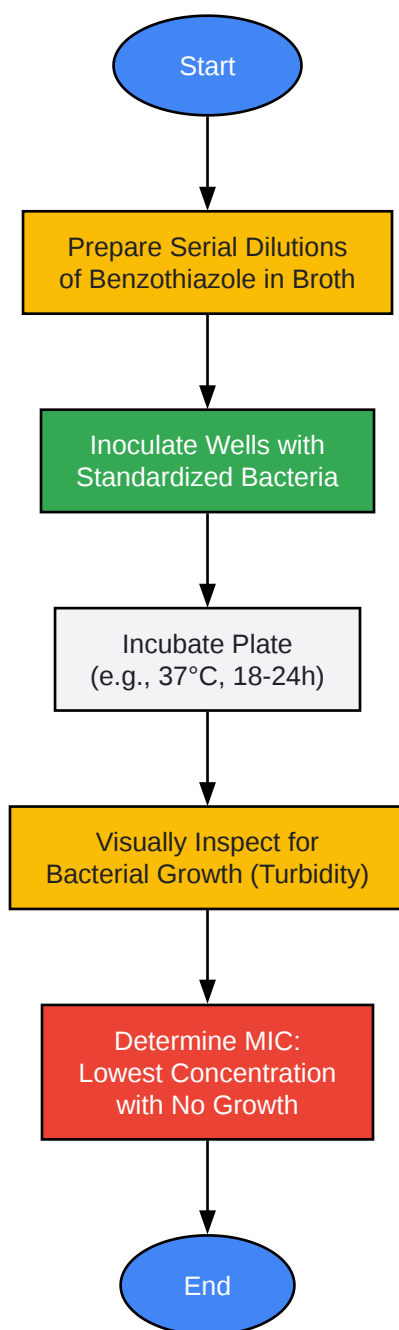 Start
Prepare Serial Dilutions
of Benzothiazole in Broth
Inoculate Wells with
Standardized Bacteria
Incubate Plate
(e.g., 37°C, 18-24h)
Visually Inspect for
Bacterial Growth (Turbidity)
Determine MIC:
Lowest Concentration
with No Growth
End